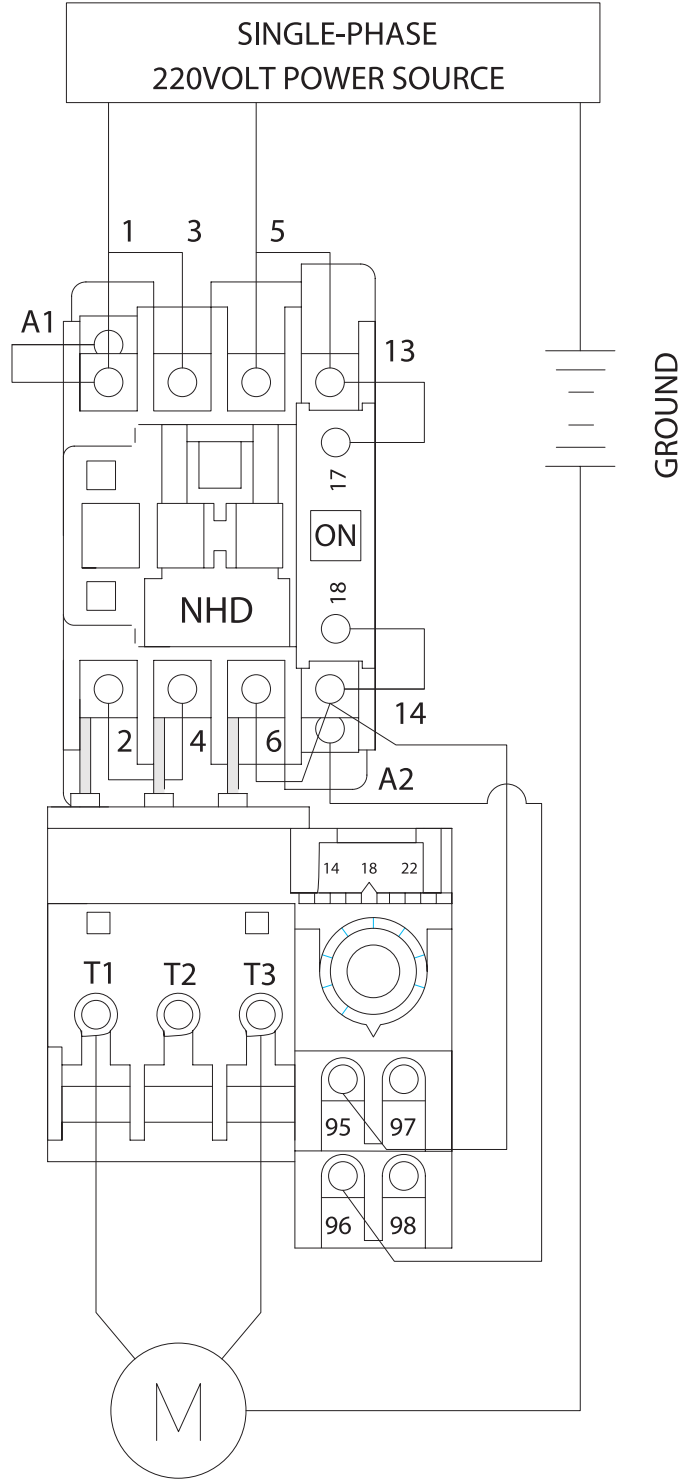 SINGLE-PHASE
220VOLT POWER SOURCE
1 3 5
A1
13
GROUND
17
ON
18
NHD
14
2 4 6
A2
14 18 22
T1 T2 T3
95 97
96 98
M